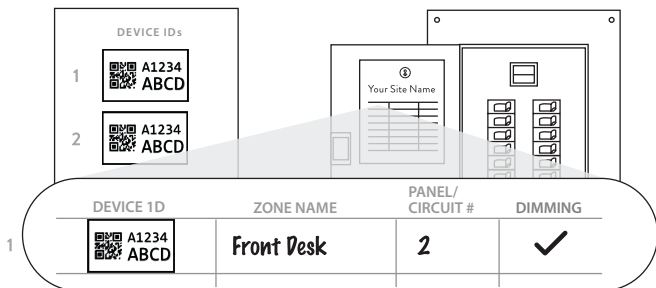 DEVICE IDs
1
A1234
ABCD
2
A1234
ABCD
Your Site Name
DEVICE 1D
ZONE NAME
PANEL/
CIRCUIT #
DIMMING
1
A1234
ABCD
Front Desk
2